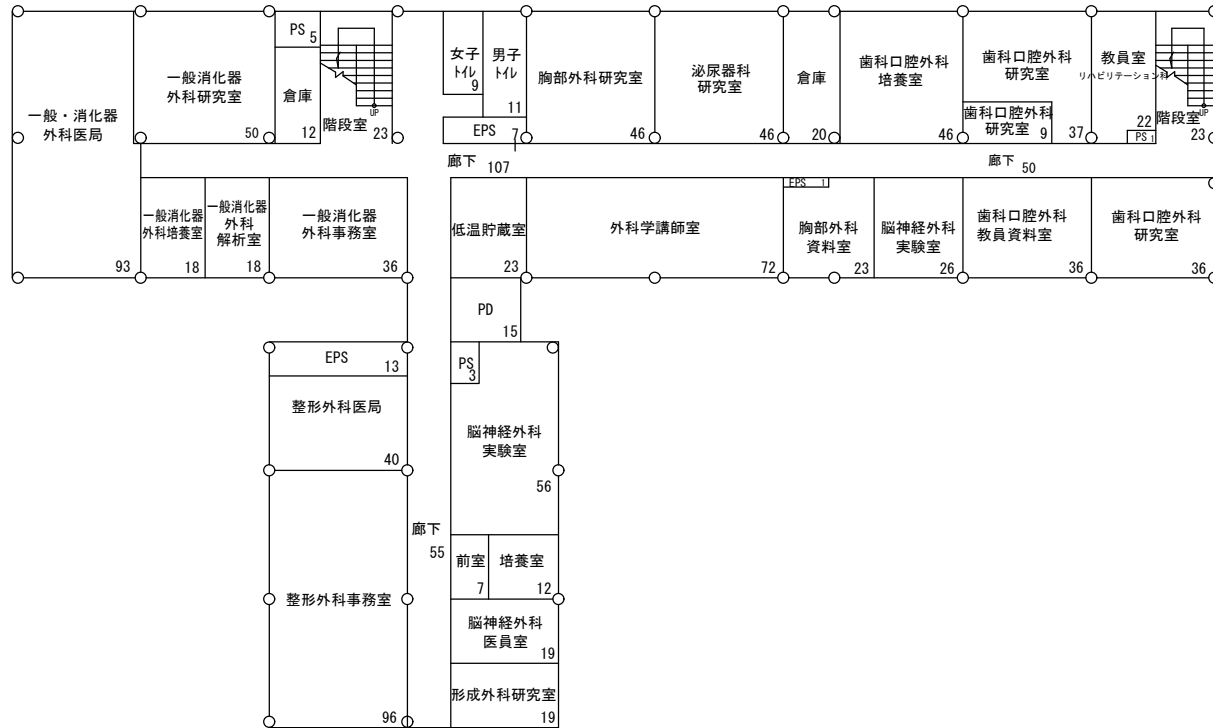 PS
5
女子
トイレ
9
男子
トイレ
11
一般消化器
外科研究室
50
倉庫
12
UP
23
EPS
7
胸部外科研究室
46
泌尿器科
研究室
46
倉庫
20
歯科口腔外科
培養室
46
歯科口腔外科
研究室
37
歯科口腔外科
研究室
9
教員室
リハビリテーション科
22
PS 1
UP
階段室
23
一般・消化器
外科医局
93
階段室
廊下 107
廊下
50
一般消化器
外科培養室
18
一般消化器
外科
解析室
18
一般消化器
外科事務室
36
低温貯蔵室
23
外科学講師室
72
EPS 1
胸部外科
資料室
23
脳神経外科
実験室
26
歯科口腔外科
教員資料室
36
歯科口腔外科
研究室
36
PD
15
EPS
13
PS
3
整形外科医局
40
脳神経外科
実験室
56
廊下
55
前室
7
培養室
12
整形外科事務室
96
脳神経外科
医員室
19
形成外科研究室
19